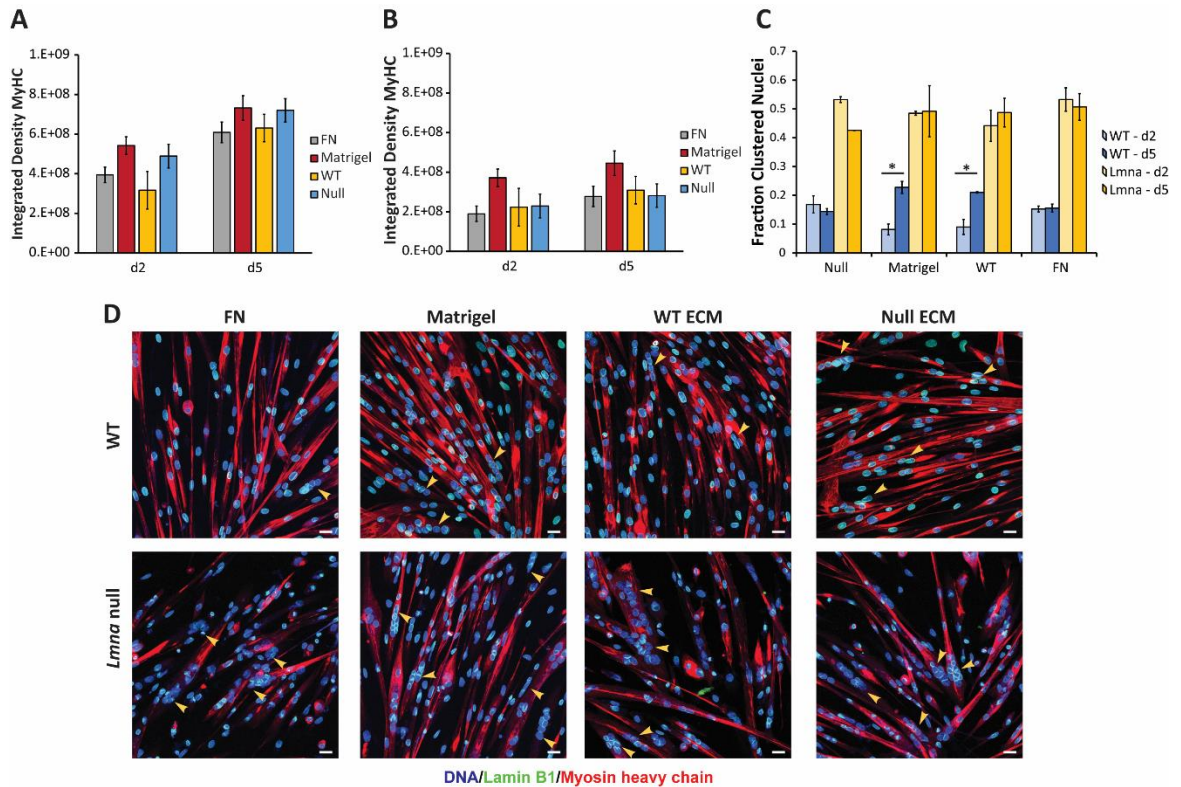 A
Integrated Density MyHC
1.E+09
8.E+08
6.E+08
4.E+08
2.E+08
0.E+00
d2
d5
FN
Matrigel
WT
Null
B
Integrated Density MyHC
1.E+09
8.E+08
6.E+08
4.E+08
2.E+08
0.E+00
d2
d5
FN
Matrigel
WT
Null
C
Fraction Clustered Nuclei
0.7
0.6
0.5
0.4
0.3
0.2
0.1
0
*
*
Null
Matrigel
WT
FN
WT - d2
WT - d5
Lmna - d2
Lmna - d5
D
FN
Matrigel
WT ECM
Null ECM
WT
Lmna null
DNA/Lamin B1/Myosin heavy chain